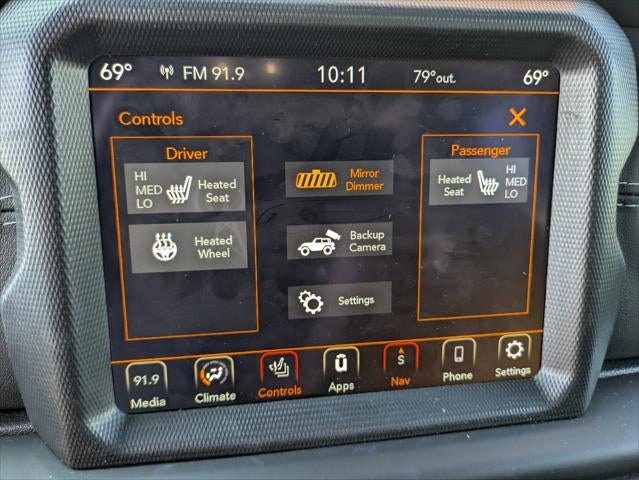 69° FM 91.9 10:11 79°out. 69°
Controls
Driver
HI
MED
LO
Heated
Seat
Heated
Wheel
Mirror
Dimmer
Backup
Camera
Settings
Passenger
Heated
Seat
HI
MED
LO
91.9
Media
Climate
Controls
Apps
S
Nav
Phone
Settings